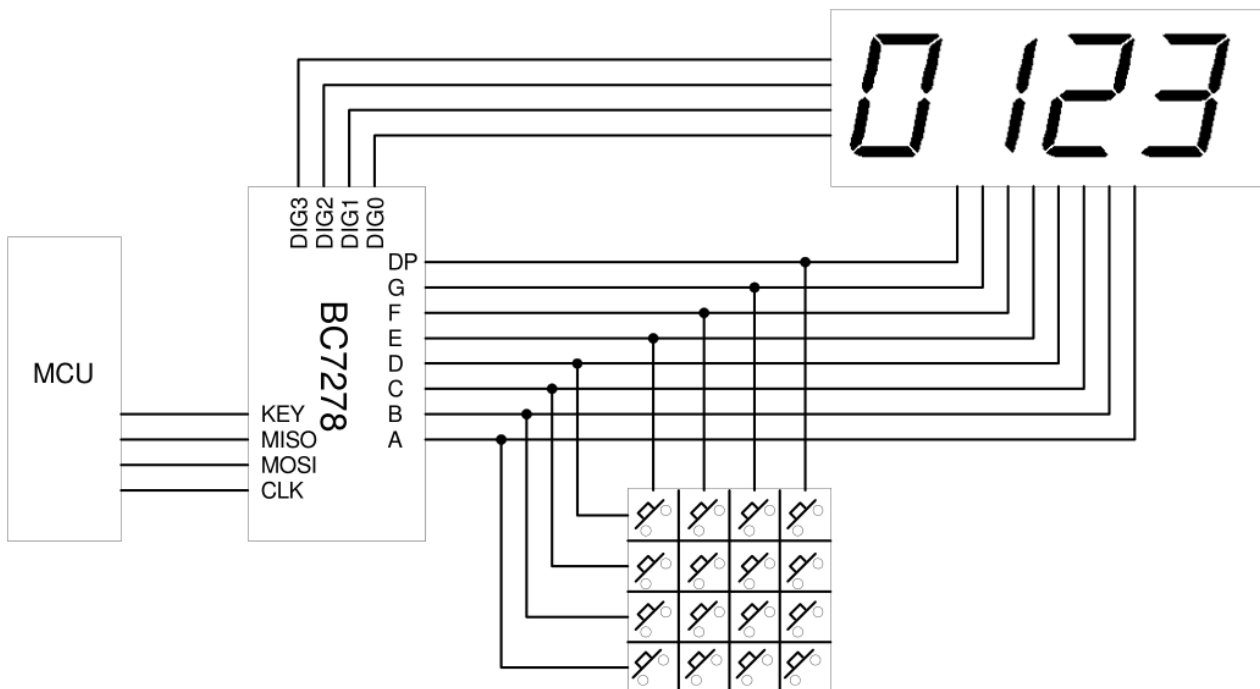 0123
DIG3
DIG2
DIG1
DIG0
DP
G
F
E
D
C
B
A
BC7278
MCU
KEY
MISO
MOSI
CLK